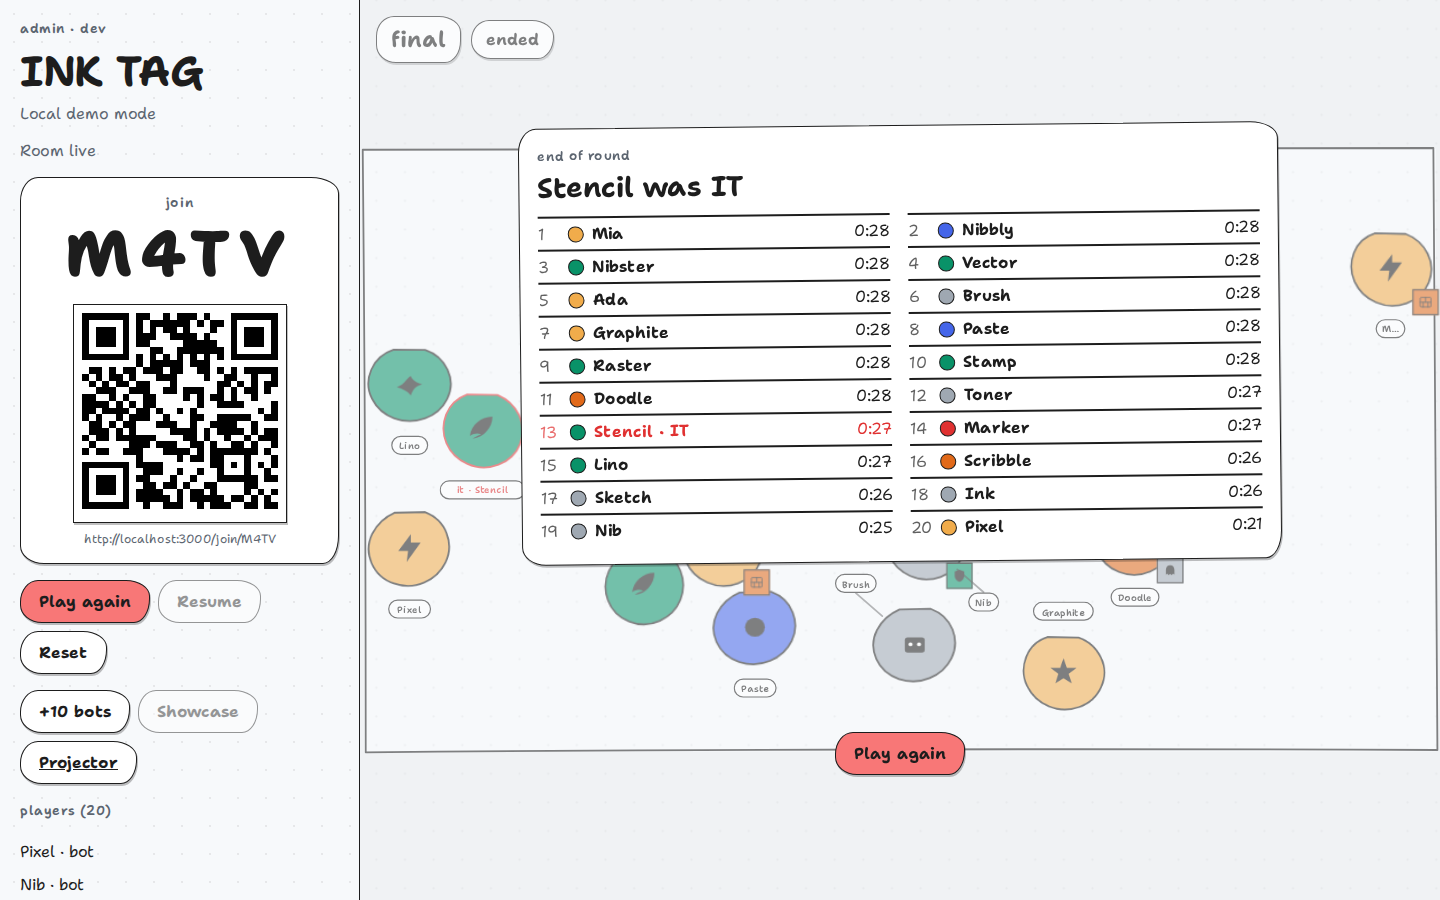 admin · dev
INK TAG
Local demo mode
Room live
join
M4TV
http://localhost:3000/join/M4TV
Play again
Resume
Reset
+10 bots
Showcase
Projector
players (20)
Pixel · bot
Nib · bot
final
ended
end of round
Stencil was IT
1 Mia 0:28
2 Nibbly 0:28
3 Nibster 0:28
4 Vector 0:28
5 Ada 0:28
6 Brush 0:28
7 Graphite 0:28
8 Paste 0:28
9 Raster 0:28
10 Stamp 0:28
11 Doodle 0:28
12 Toner 0:27
13 Stencil · IT 0:27
14 Marker 0:27
15 Lino 0:27
16 Scribble 0:26
17 Sketch 0:26
18 Ink 0:26
19 Nib 0:25
20 Pixel 0:21
M...
Lino
it · Stencil
Pixel
Brush
Nib
Doodle
Graphite
Paste
Play again